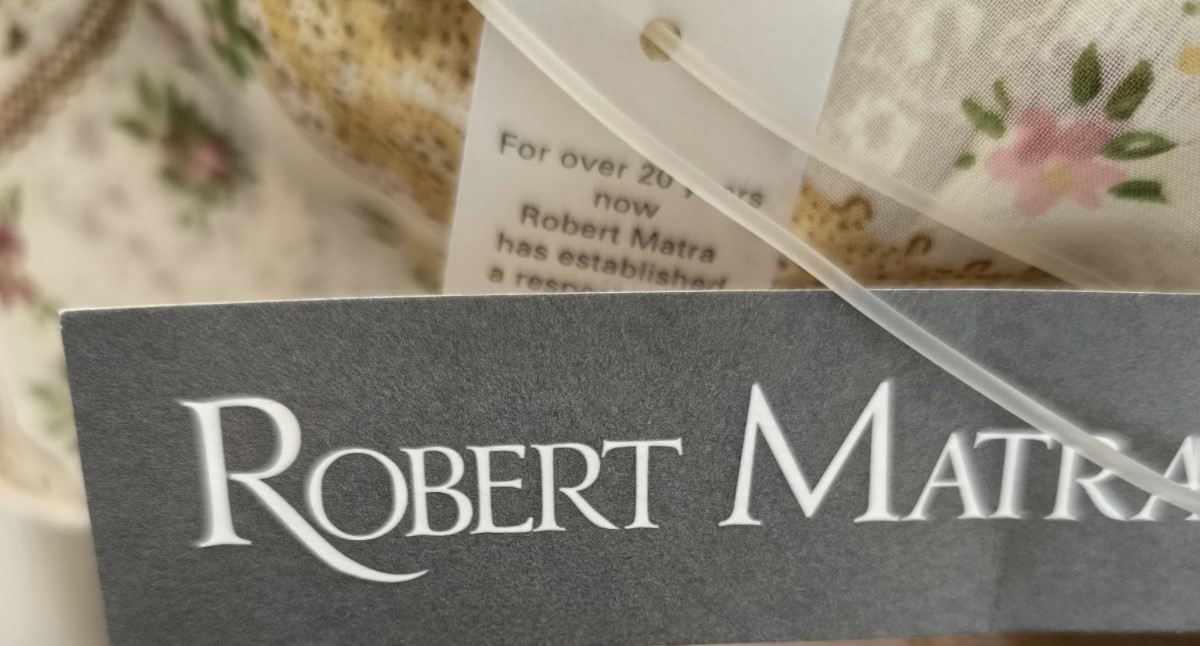 For over 20
now
Robert Matra
has established
a
ROBERT MATRA